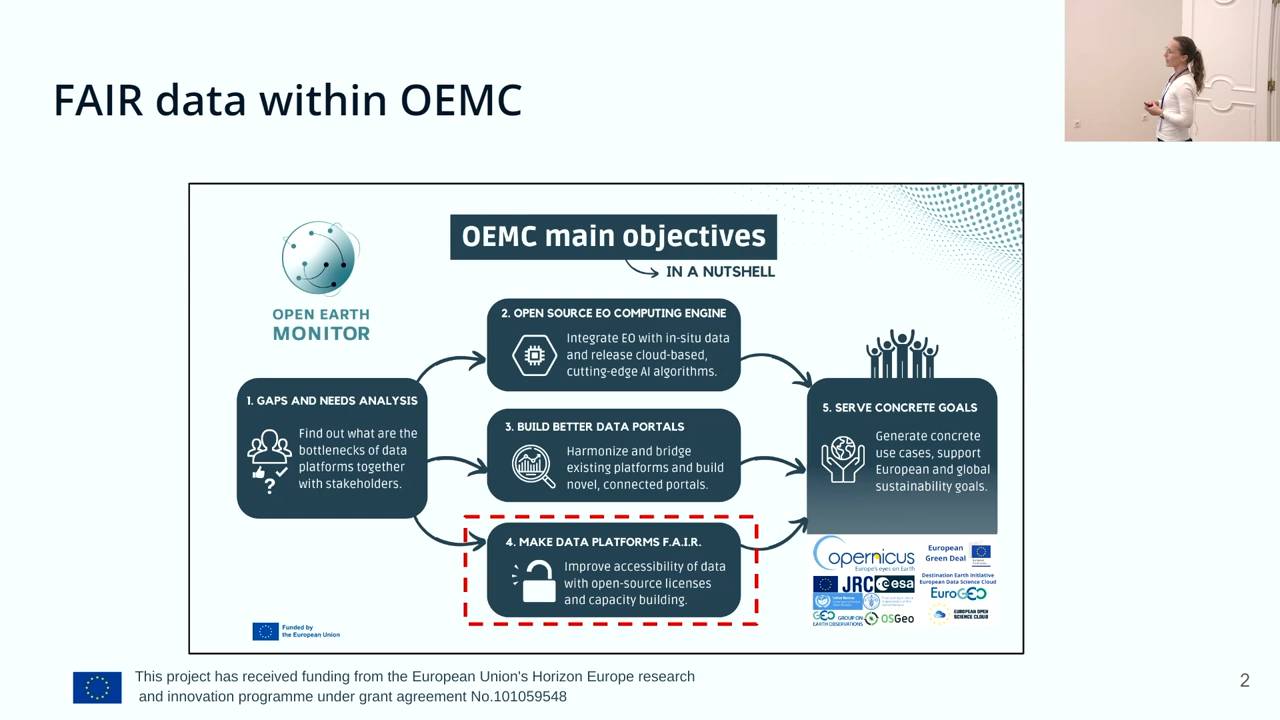 FAIR data within OEMC
OEMC main objectives
IN A NUTSHELL
OPEN EARTH
MONITOR
1. GAPS AND NEEDS ANALYSIS
Find out what are the
bottlenecks of data
platforms together
with stakeholders.
2. OPEN SOURCE EO COMPUTING ENGINE
Integrate EO with in-situ data
and release cloud-based,
cutting-edge AI algorithms.
3. BUILD BETTER DATA PORTALS
Harmonize and bridge
existing platforms and build
novel, connected portals.
4. MAKE DATA PLATFORMS F.A.I.R.
Improve accessibility of data
with open-source licenses
and capacity building.
5. SERVE CONCRETE GOALS
Generate concrete
use cases, support
European and global
sustainability goals.
opernicus
Europe's eyes on Earth
European
Green Deal
JRC esa
Destination Earth Initiative
European Data Science Cloud
EuroGEO
GEO GROUP ON
EARTH OBSERVATIONS
OSGeo
EUROPEAN OPEN
SCIENCE CLOUD
Funded by
the European Union
This project has received funding from the European Union's Horizon Europe research
and innovation programme under grant agreement No.101059548
2